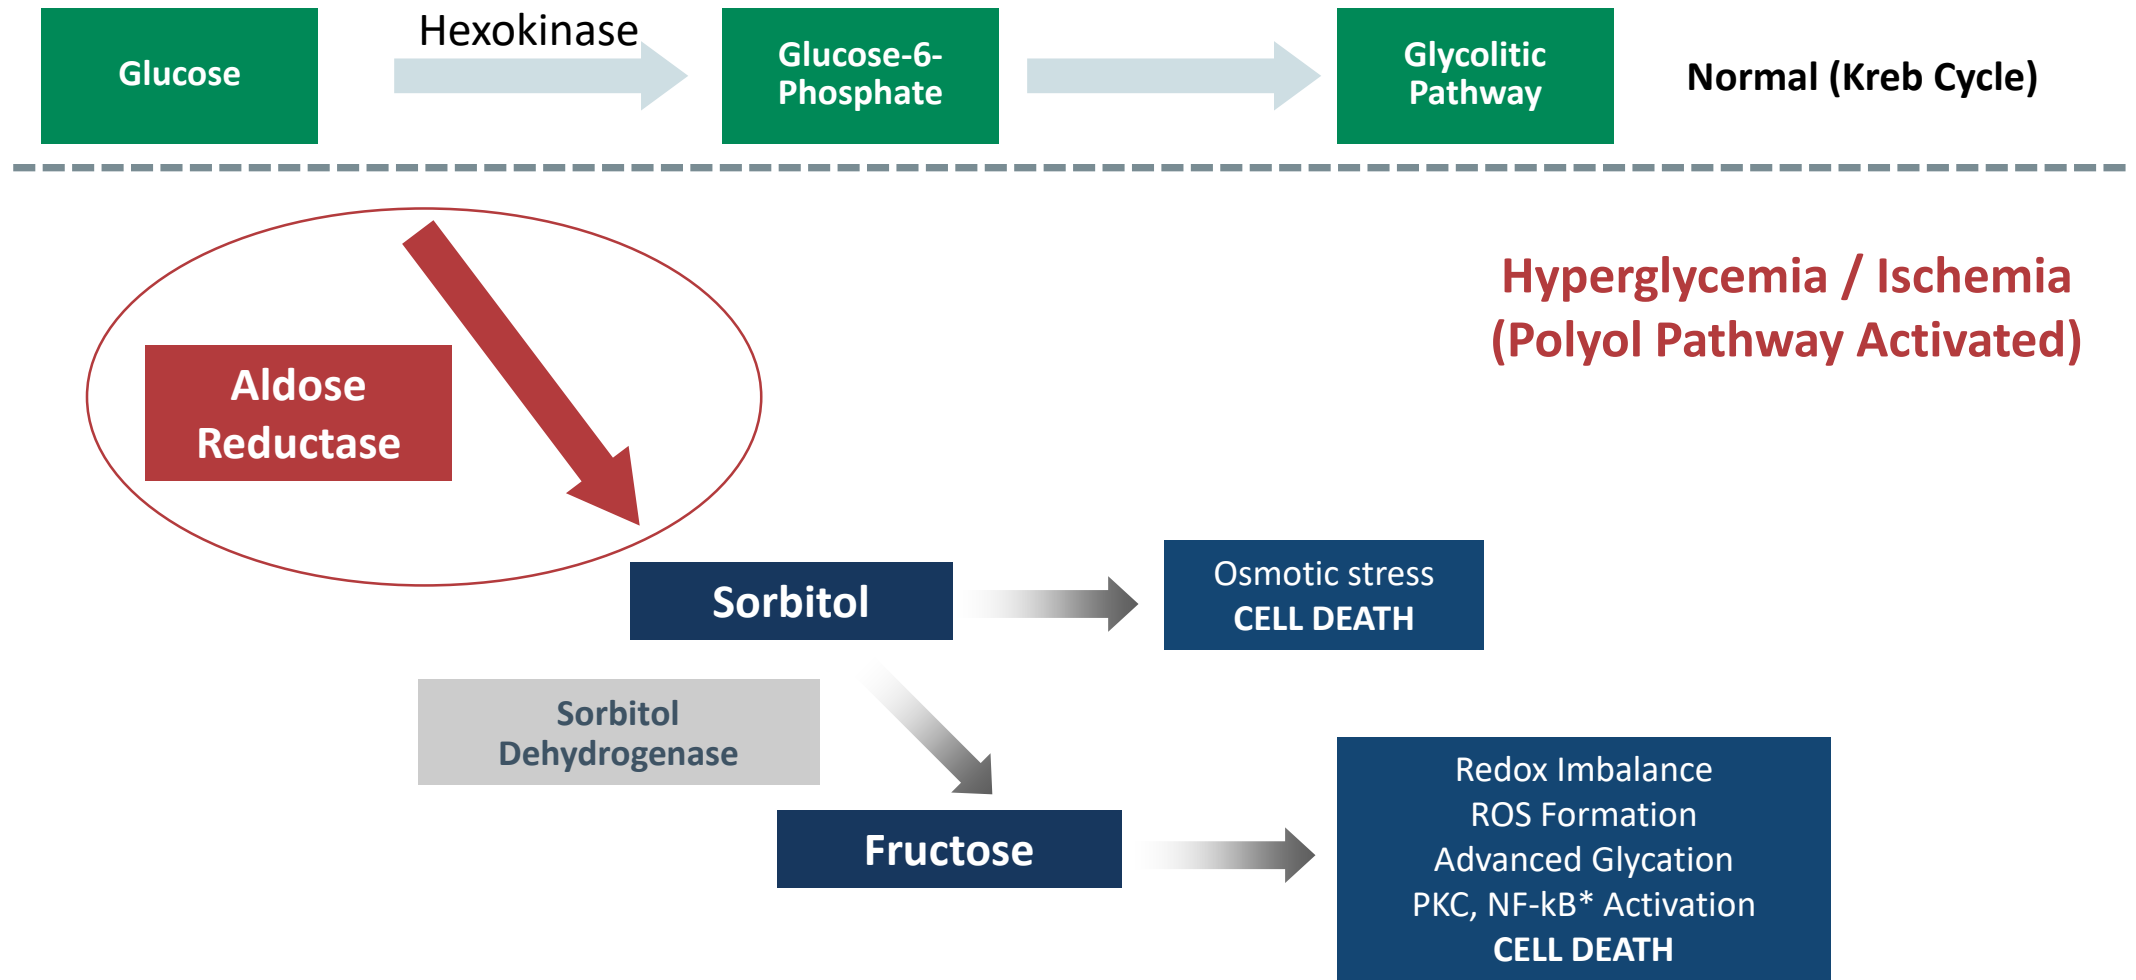 Glucose
Hexokinase
Glucose-6-
Phosphate
Glycolitic
Pathway
Normal (Kreb Cycle)
Hyperglycemia / Ischemia
(Polyol Pathway Activated)
Aldose
Reductase
Sorbitol
Osmotic stress
CELL DEATH
Sorbitol
Dehydrogenase
Fructose
Redox Imbalance
ROS Formation
Advanced Glycation
PKC, NF-kB* Activation
CELL DEATH